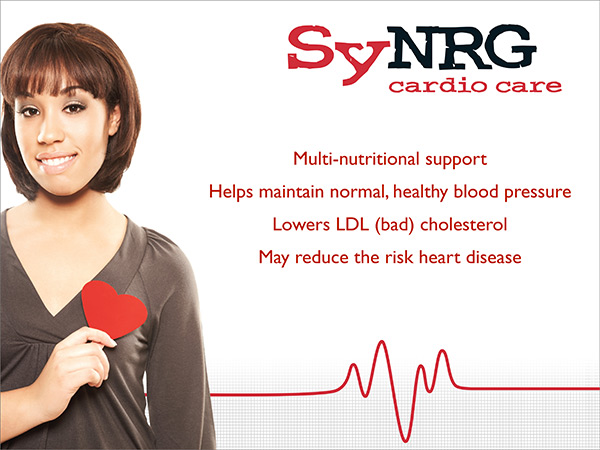 SyNRG
cardio care
Multi-nutritional support
Helps maintain normal, healthy blood pressure
Lowers LDL (bad) cholesterol
May reduce the risk heart disease